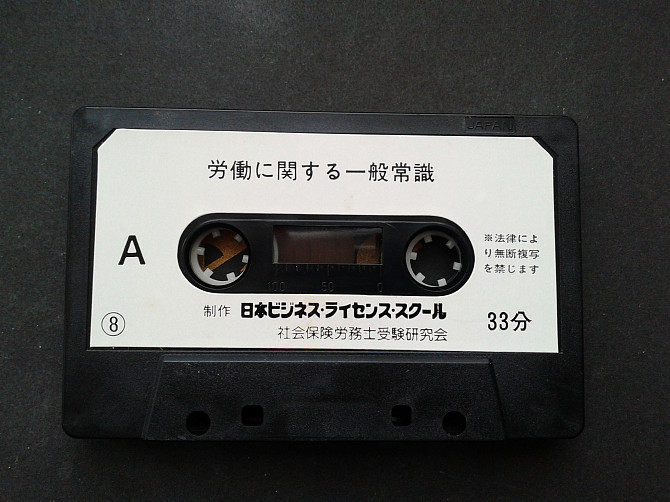 JAPAN
労働に関する一般常識
A
※法律によ
り無断複写
を禁じます
100 50 0
制作 日本ビジネス・ライセンス・スクール
⑧
社会保険労務士受験研究会
33分